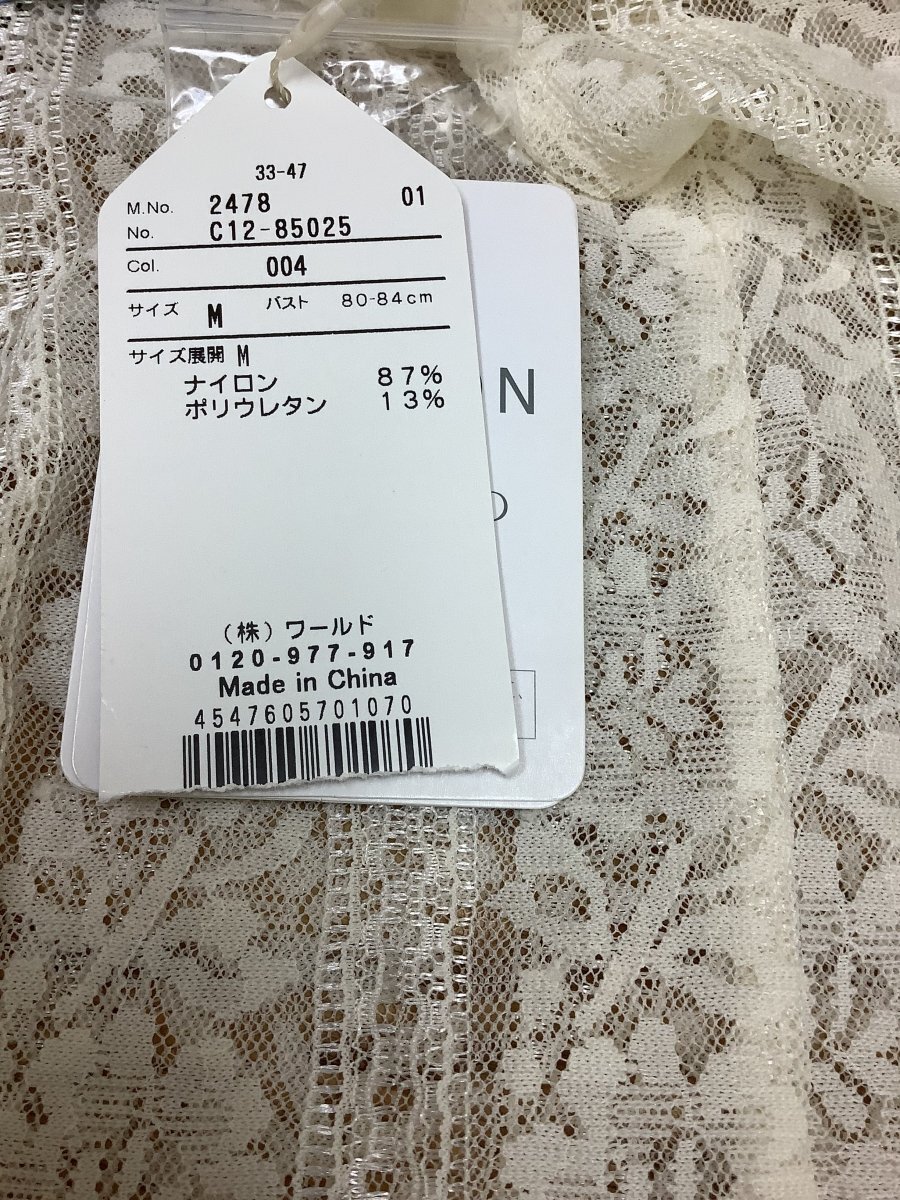 33-47
M.No. 2478 01
No. C12-85025
Col. 004
サイズ M バスト 80-84cm
サイズ展開 M
ナイロン 87%
ポリウレタン 13%
(株)ワールド
0120-977-917
Made in China
4547605701070